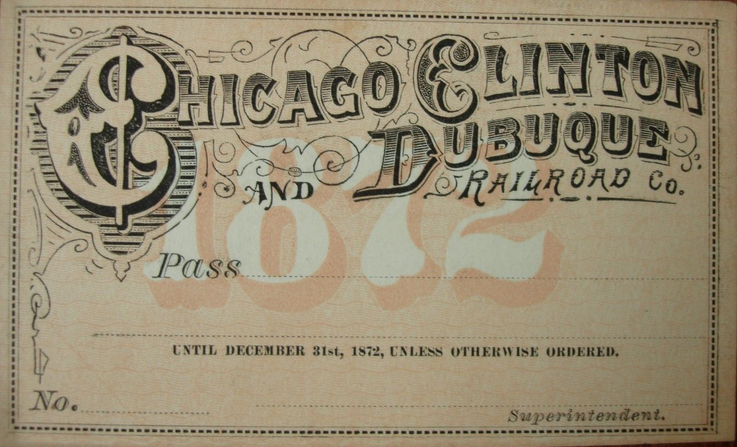 CHICAGO CLINTON
AND DUBUQUE
RAILROAD CO.
1872
Pass
UNTIL DECEMBER 31st, 1872, UNLESS OTHERWISE ORDERED.
No.
Superintendent.